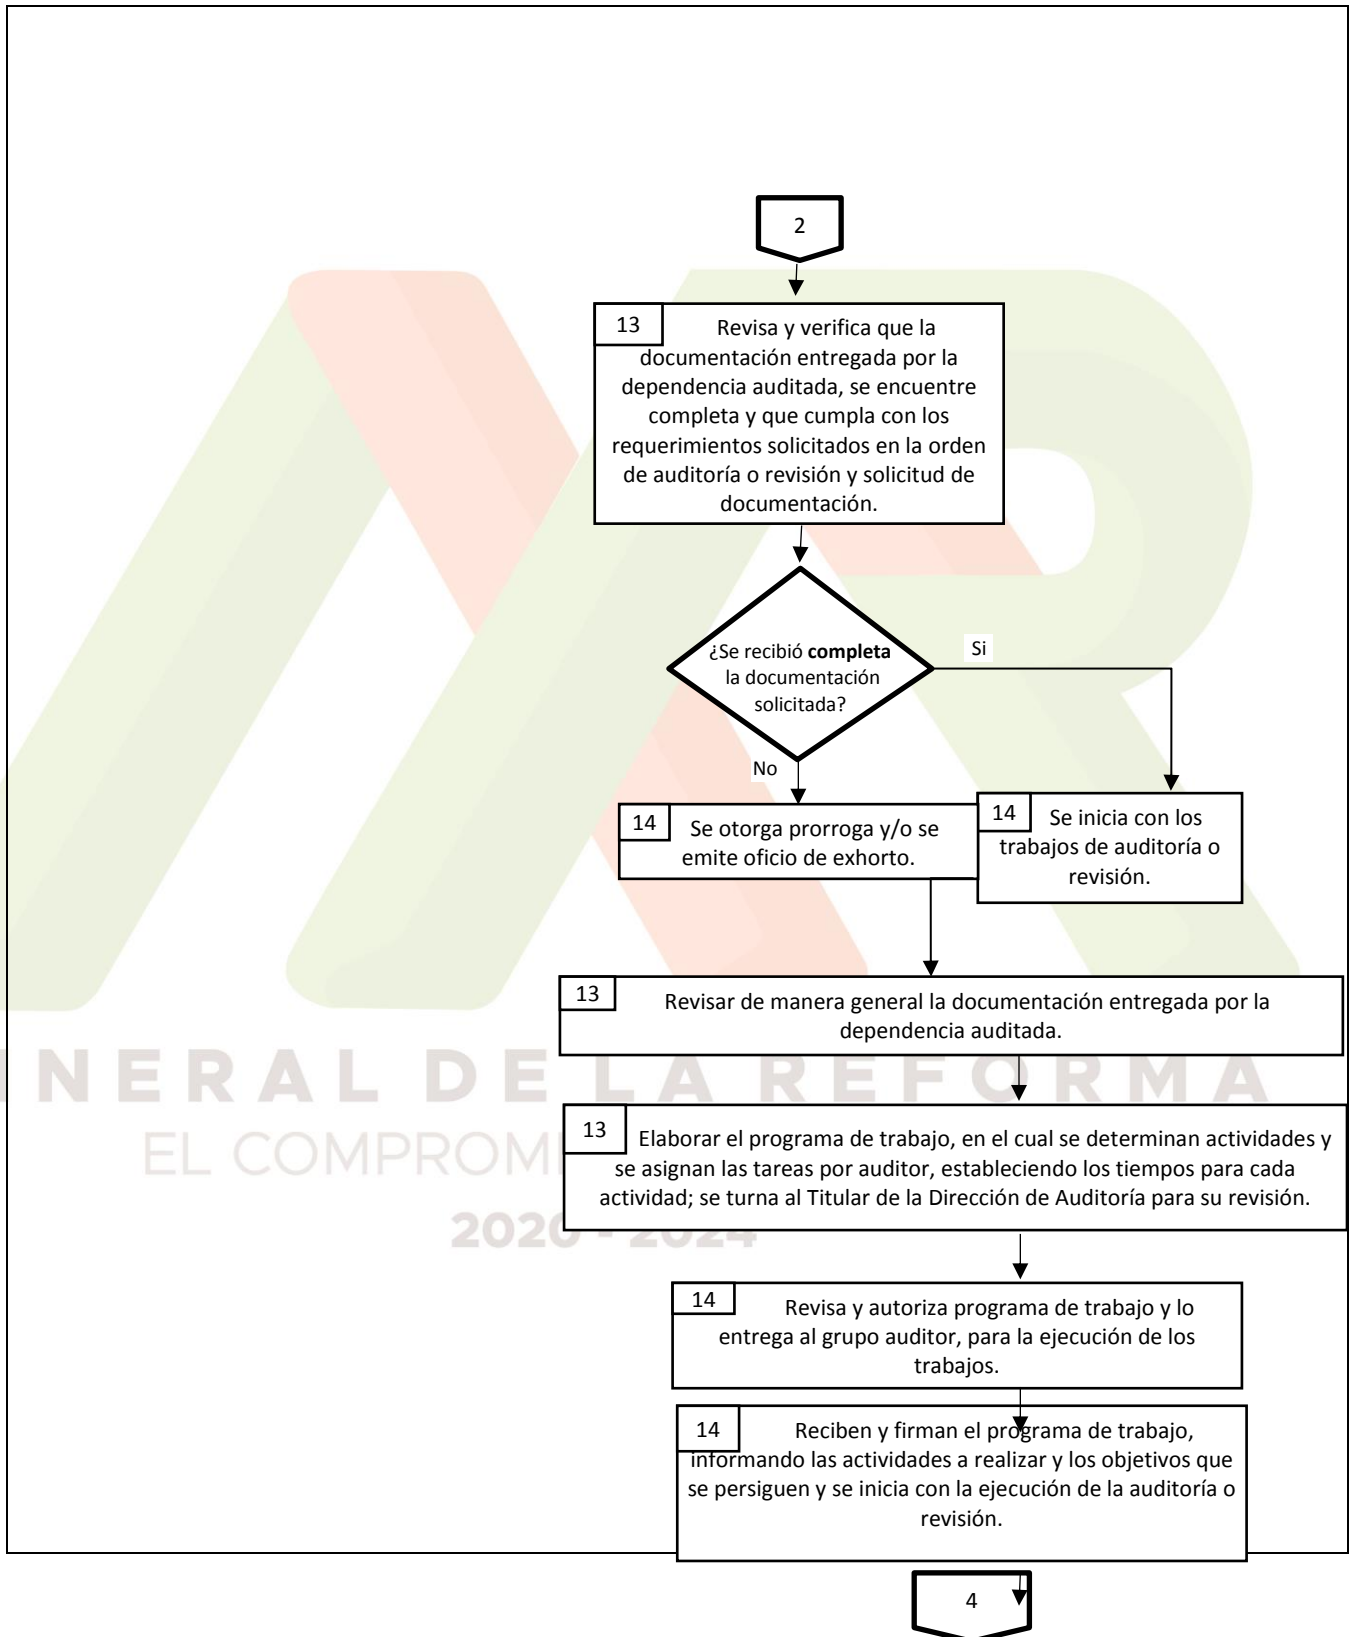 2
13
Revisa y verifica que la
documentación entregada por la
dependencia auditada, se encuentre
completa y que cumpla con los
requerimientos solicitados en la orden
de auditoría o revisión y solicitud de
documentación.
¿Se recibió completa
la documentación
solicitada?
Si
No
14
Se otorga prorroga y/o se
emite oficio de exhorto.
14
Se inicia con los
trabajos de auditoría o
revisión.
13
Revisar de manera general la documentación entregada por la
dependencia auditada.
NERAL DE LA REFORMA
13
Elaborar el programa de trabajo, en el cual se determinan actividades y
se asignan las tareas por auditor, estableciendo los tiempos para cada
actividad; se turna al Titular de la Dirección de Auditoría para su revisión.
EL COMPROMI
2020 - 2024
14
Revisa y autoriza programa de trabajo y lo
entrega al grupo auditor, para la ejecución de los
trabajos.
14
Reciben y firman el programa de trabajo,
informando las actividades a realizar y los objetivos que
se persiguen y se inicia con la ejecución de la auditoría o
revisión.
4